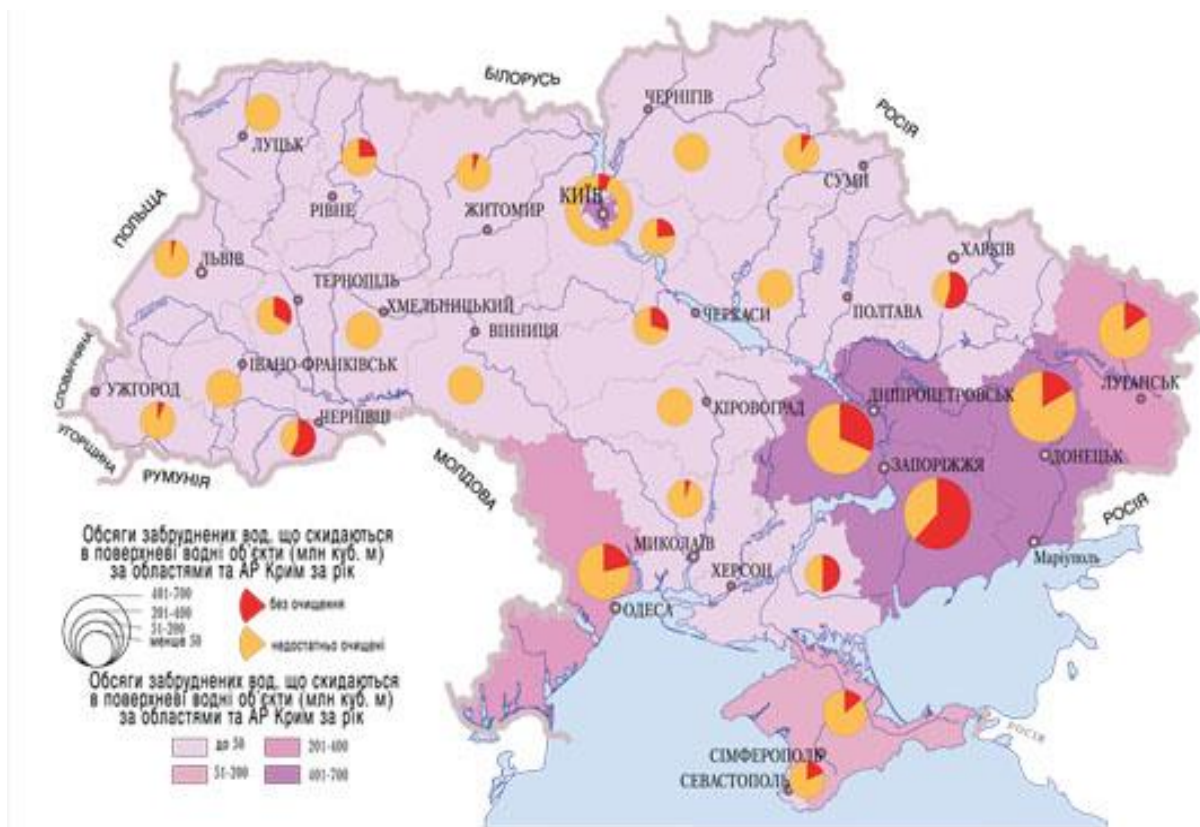 БІЛОРУСЬ
ЧЕРНІГІВ
РОСІЯ
ЛУЦЬК
СУМИ
КИЇВ
РІВНЕ
ЖИТОМИР
ПОЛЬЩА
ЛЬВІВ
ХАРКІВ
ТЕРНОПІЛЬ
ХМЕЛЬНИЦЬКИЙ
ЧЕРКАСИ
ПОЛТАВА
ВІННИЦЯ
СЛОВАЧЧИНА
ІВАНО-ФРАНКІВСЬК
УЖГОРОД
ЛУГАНСЬК
КІРОВОГРАД
ДНІПРОПЕТРОВСЬК
ЧЕРНІВЦІ
УГОРЩИНА
РУМУНІЯ
МОЛДОВА
ЗАПОРІЖЖЯ
ДОНЕЦЬК
РОСІЯ
МИКОЛАЇВ
ХЕРСОН
Маріуполь
ОДЕСА
РОСІЯ
СІМФЕРОПОЛЬ
СЕВАСТОПОЛЬ
Обсяги забруднених вод, що скидаються
в поверхневі водні об'єкти (млн куб. м)
за областями та АР Крим за рік
401-700
201-400
51-200
менше 50
без очищення
недостатньо очищені
Обсяги забруднених вод, що скидаються
в поверхневі водні об'єкти (млн куб. м)
за областями та АР Крим за рік
до 50
201-400
51-200
401-700